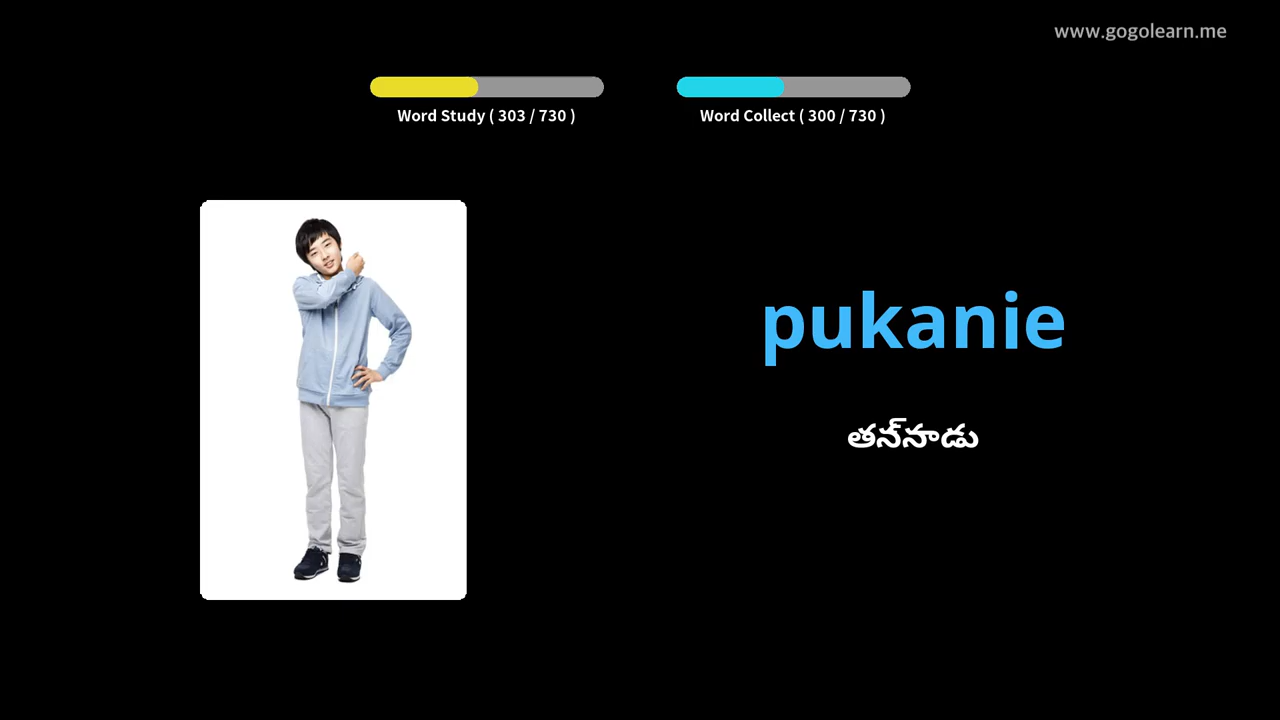 www.gogolearn.me
Word Study ( 303 / 730 )
Word Collect ( 300 / 730 )
pukanie
తన్‌నాడు